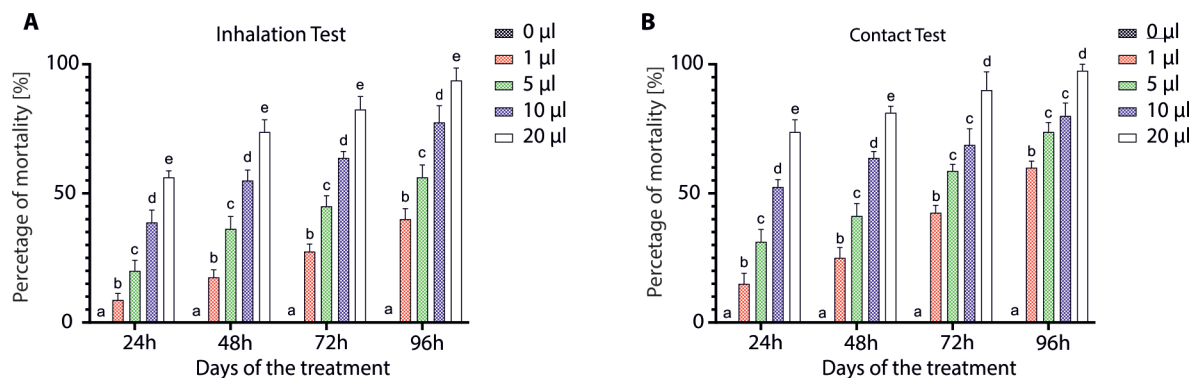 A
Inhalation Test
0 µl
1 µl
5 µl
10 µl
20 µl
Percetage of mortality [%]
100
50
0
a b c d e
a b c d e
a b c d e
a b c d e
24h 48h 72h 96h
Days of the treatment
B
Contact Test
0 µl
1 µl
5 µl
10 µl
20 µl
Percetage of mortality [%]
100
50
0
a b c d e
a b c d e
a b c c d
a b c c d
24h 48h 72h 96h
Days of the treatment